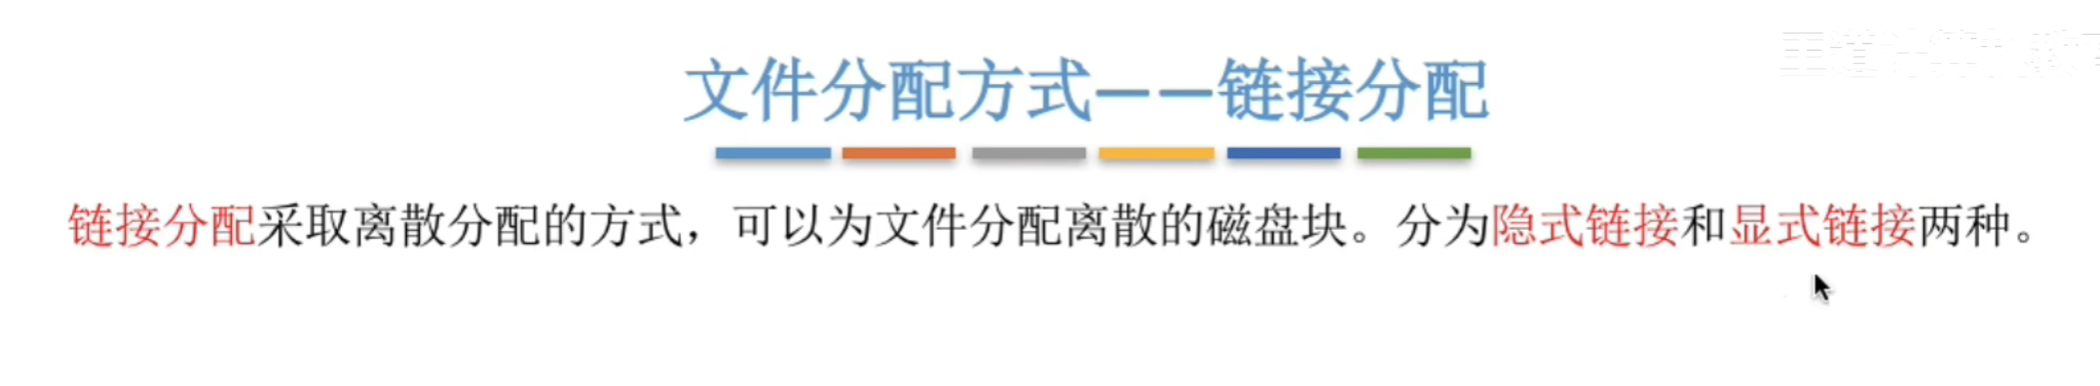 文件分配方式——链接分配
链接分配采取离散分配的方式，可以为文件分配离散的磁盘块。分为隐式链接和显式链接两种。